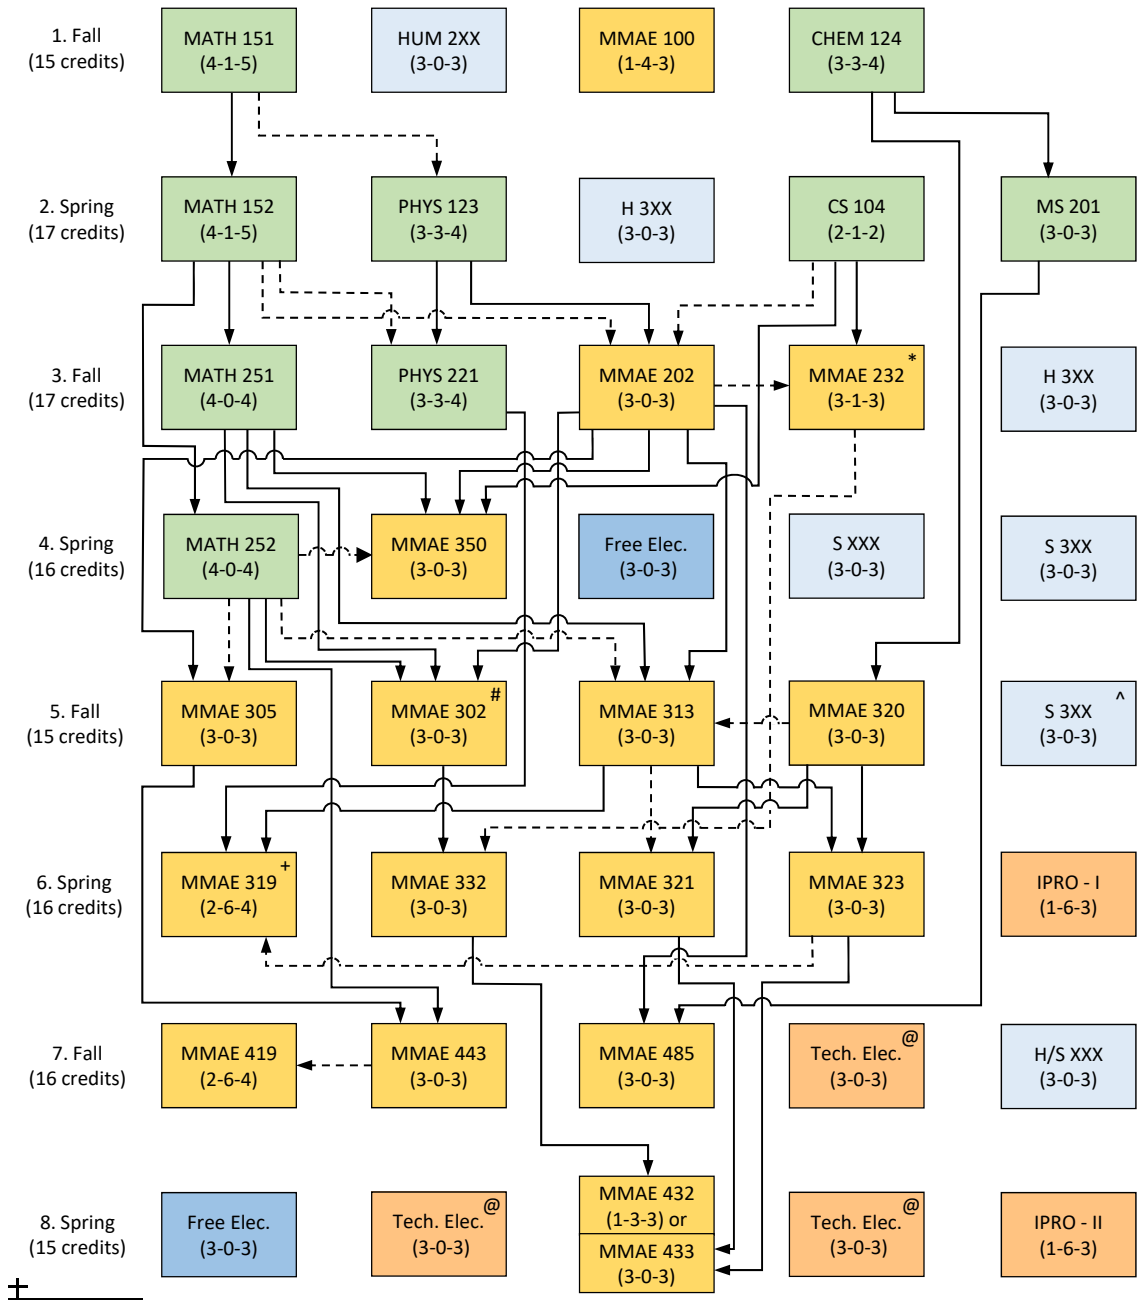 1. Fall
(15 credits)
MATH 151
(4-1-5)
HUM 2XX
(3-0-3)
MMAE 100
(1-4-3)
CHEM 124
(3-3-4)
2. Spring
(17 credits)
MATH 152
(4-1-5)
PHYS 123
(3-3-4)
H 3XX
(3-0-3)
CS 104
(2-1-2)
MS 201
(3-0-3)
3. Fall
(17 credits)
MATH 251
(4-0-4)
PHYS 221
(3-3-4)
MMAE 202
(3-0-3)
*
MMAE 232
(3-1-3)
H 3XX
(3-0-3)
4. Spring
(16 credits)
MATH 252
(4-0-4)
MMAE 350
(3-0-3)
Free Elec.
(3-0-3)
S XXX
(3-0-3)
S 3XX
(3-0-3)
5. Fall
(15 credits)
MMAE 305
(3-0-3)
#
MMAE 302
(3-0-3)
MMAE 313
(3-0-3)
MMAE 320
(3-0-3)
^
S 3XX
(3-0-3)
6. Spring
(16 credits)
+
MMAE 319
(2-6-4)
MMAE 332
(3-0-3)
MMAE 321
(3-0-3)
MMAE 323
(3-0-3)
IPRO - I
(1-6-3)
7. Fall
(16 credits)
MMAE 419
(2-6-4)
MMAE 443
(3-0-3)
MMAE 485
(3-0-3)
@
Tech. Elec.
(3-0-3)
H/S XXX
(3-0-3)
8. Spring
(15 credits)
Free Elec.
(3-0-3)
@
Tech. Elec.
(3-0-3)
MMAE 432
(1-3-3) or
MMAE 433
(3-0-3)
@
Tech. Elec.
(3-0-3)
IPRO - II
(1-6-3)